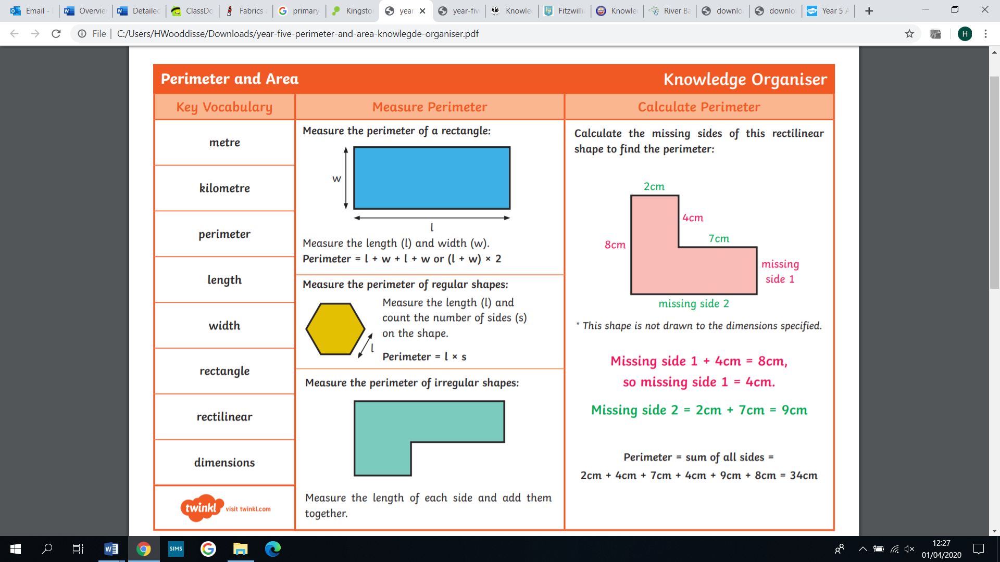 Email -
Overvie
Detailed
ClassDo
Fabrics
primary
Kingsto
year
year-fiv
Knowle
Fitzwilli
Knowle
River Ba
downlo
downlo
Year 5 A
File | C:/Users/HWooddisse/Downloads/year-five-perimeter-and-area-knowlegde-organiser.pdf
H
Perimeter and Area
Knowledge Organiser
Key Vocabulary
metre
kilometre
perimeter
length
width
rectangle
rectilinear
dimensions
twinkl visit twinkl.com
Measure Perimeter
Measure the perimeter of a rectangle:
w
l
Measure the length (l) and width (w).
Perimeter = l + w + l + w or (l + w) × 2
Measure the perimeter of regular shapes:
Measure the length (l) and
count the number of sides (s)
on the shape.
l
Perimeter = l × s
Measure the perimeter of irregular shapes:
Measure the length of each side and add them
together.
Calculate Perimeter
Calculate the missing sides of this rectilinear
shape to find the perimeter:
2cm
4cm
7cm
8cm
missing
side 1
missing side 2
* This shape is not drawn to the dimensions specified.
Missing side 1 + 4cm = 8cm,
so missing side 1 = 4cm.
Missing side 2 = 2cm + 7cm = 9cm
Perimeter = sum of all sides =
2cm + 4cm + 7cm + 4cm + 9cm + 8cm = 34cm
SIMS
12:27
01/04/2020